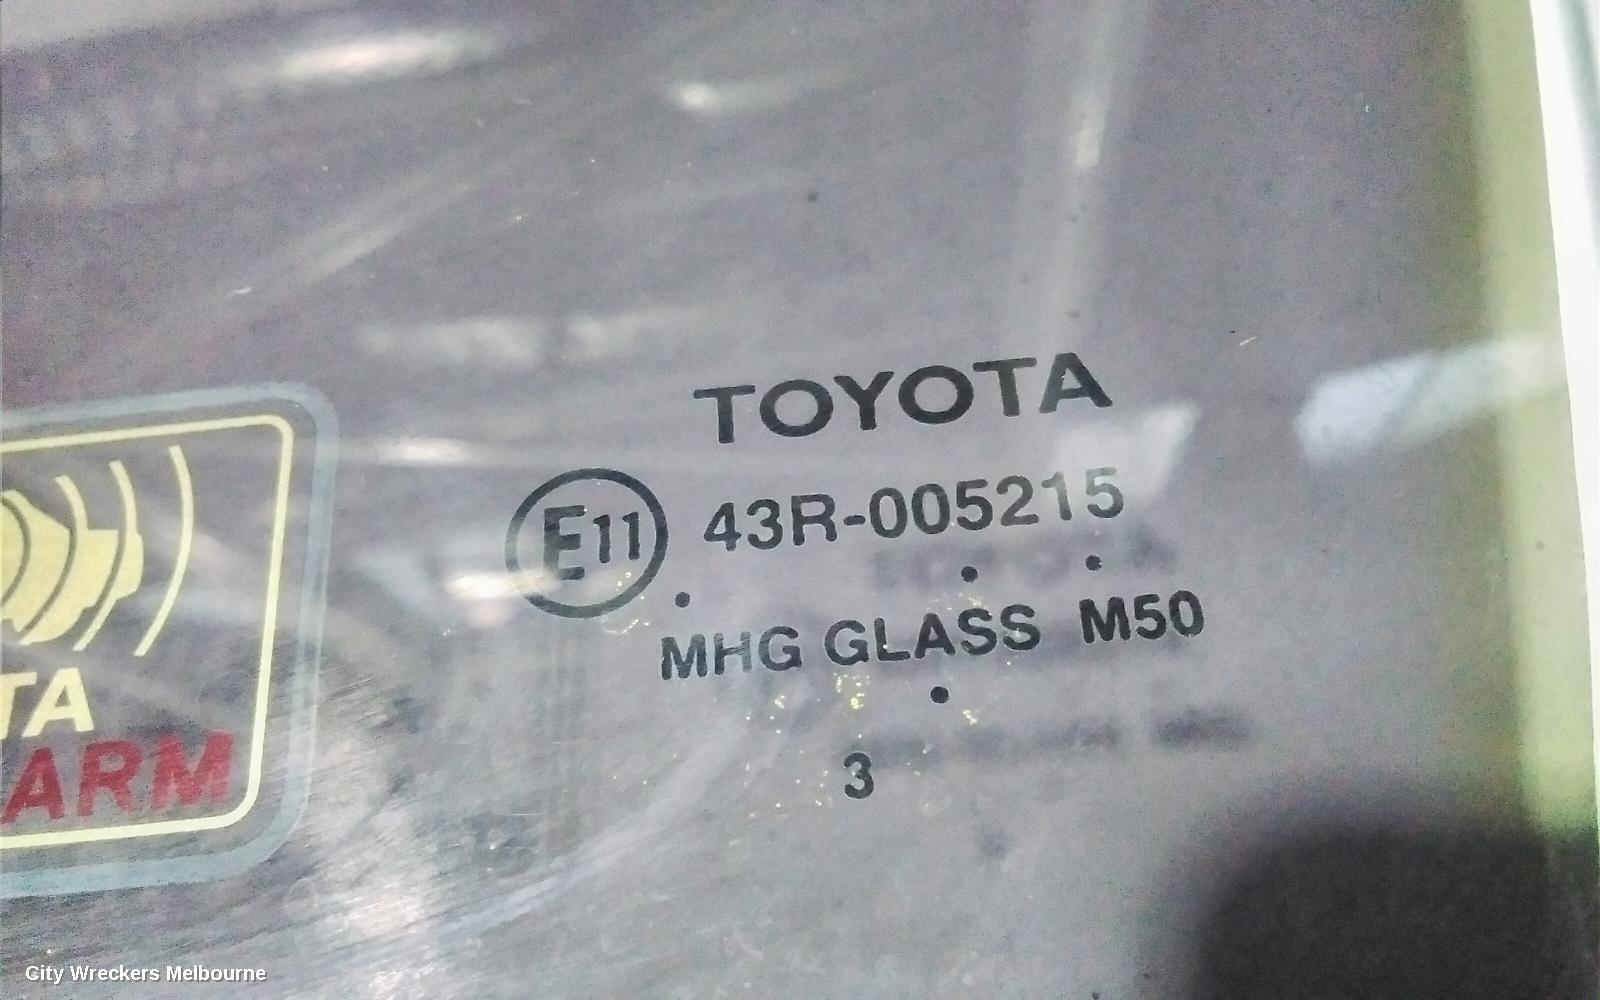 TOYOTA
E11 43R-005215
MHG GLASS M50
3
TA
ARM
City Wreckers Melbourne